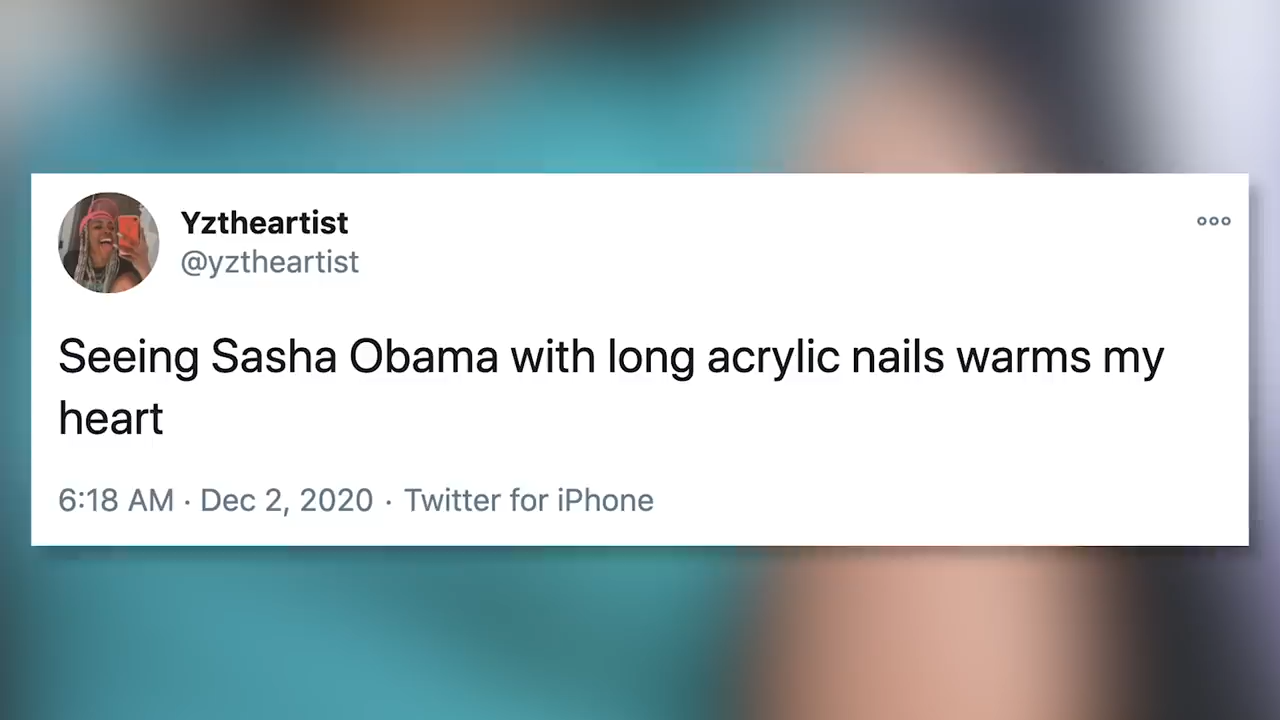 Yztheartist
@yztheartist
Seeing Sasha Obama with long acrylic nails warms my
heart
6:18 AM · Dec 2, 2020 · Twitter for iPhone